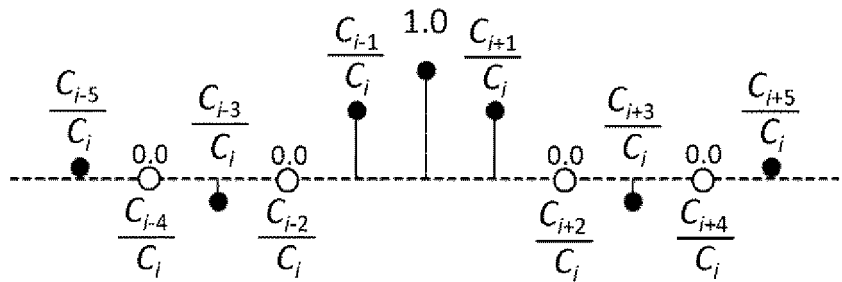 1.0
C_{i-1}/C_i
C_{i+1}/C_i
C_{i-5}/C_i
C_{i-3}/C_i
C_{i+3}/C_i
C_{i+5}/C_i
0.0
0.0
0.0
0.0
C_{i-4}/C_i
C_{i-2}/C_i
C_{i+2}/C_i
C_{i+4}/C_i